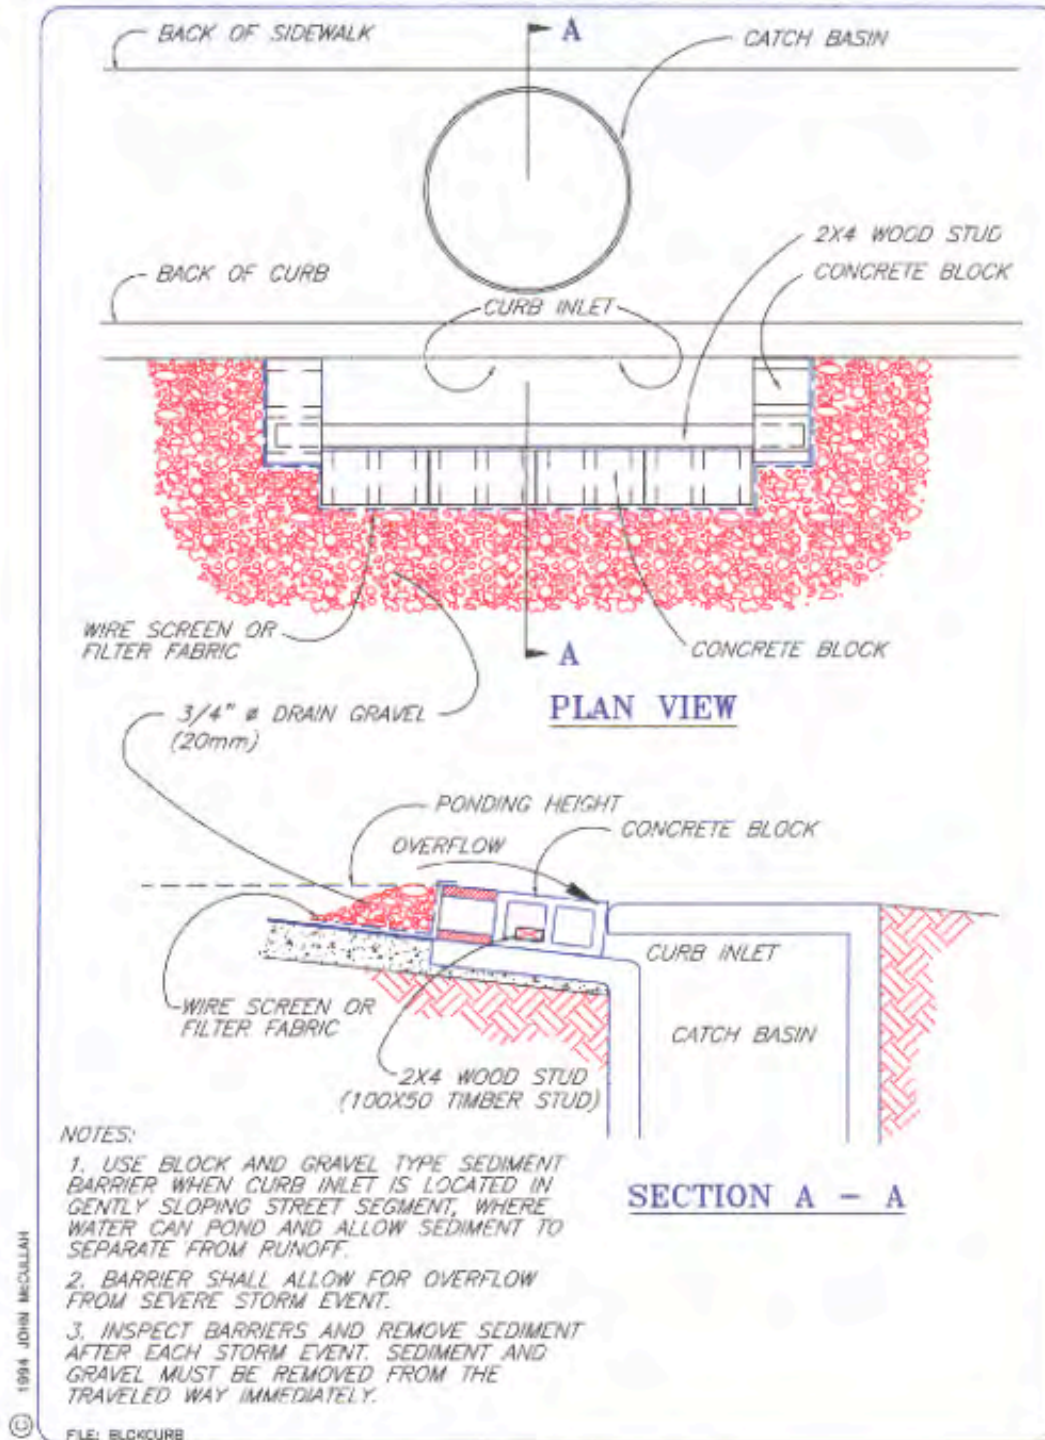 BACK OF SIDEWALK
A
CATCH BASIN
2X4 WOOD STUD
BACK OF CURB
CONCRETE BLOCK
CURB INLET
WIRE SCREEN OR
FILTER FABRIC
A
CONCRETE BLOCK
PLAN VIEW
3/4" ø DRAIN GRAVEL
(20mm)
PONDING HEIGHT
CONCRETE BLOCK
OVERFLOW
CURB INLET
WIRE SCREEN OR
FILTER FABRIC
CATCH BASIN
2X4 WOOD STUD
(100X50 TIMBER STUD)
NOTES:
1. USE BLOCK AND GRAVEL TYPE SEDIMENT
BARRIER WHEN CURB INLET IS LOCATED IN
GENTLY SLOPING STREET SEGMENT, WHERE
WATER CAN POND AND ALLOW SEDIMENT TO
SEPARATE FROM RUNOFF.
2. BARRIER SHALL ALLOW FOR OVERFLOW
FROM SEVERE STORM EVENT.
3. INSPECT BARRIERS AND REMOVE SEDIMENT
AFTER EACH STORM EVENT. SEDIMENT AND
GRAVEL MUST BE REMOVED FROM THE
TRAVELED WAY IMMEDIATELY.
SECTION A - A
© 1994 JOHN McCULLAH
FILE: BLCKCURB